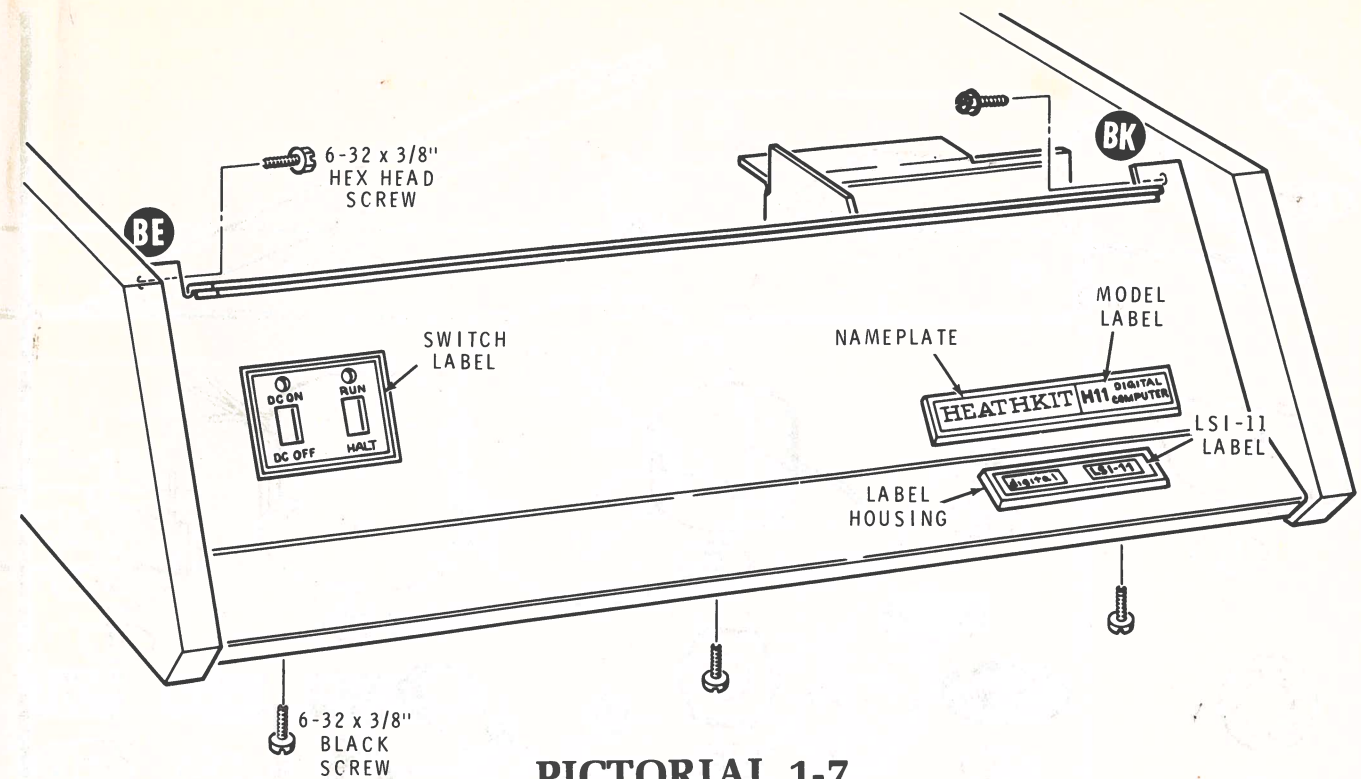 BK
6-32 x 3/8"
HEX HEAD
SCREW
BE
MODEL
LABEL
SWITCH
LABEL
NAMEPLATE
DC ON
RUN
DC OFF
HALT
HEATHKIT
H11
DIGITAL
COMPUTER
LSI-11
LABEL
digital
LSI-11
LABEL
HOUSING
6-32 x 3/8"
BLACK
SCREW
PICTORIAL 1-7